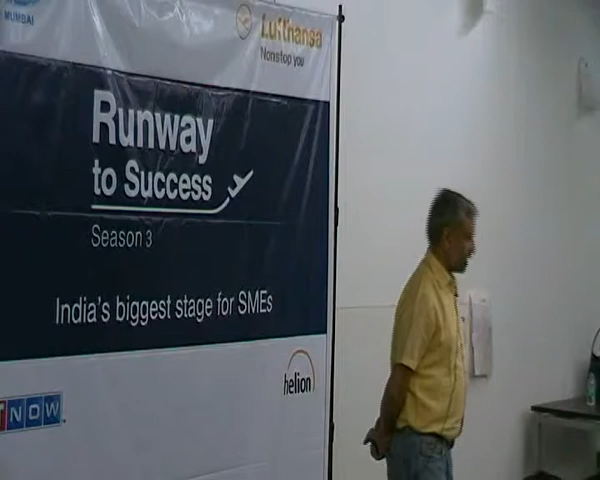 MUMBAI
Lufthansa
Nonstop you
Runway
to Success
Season 3
India's biggest stage for SMEs
helion
NOW